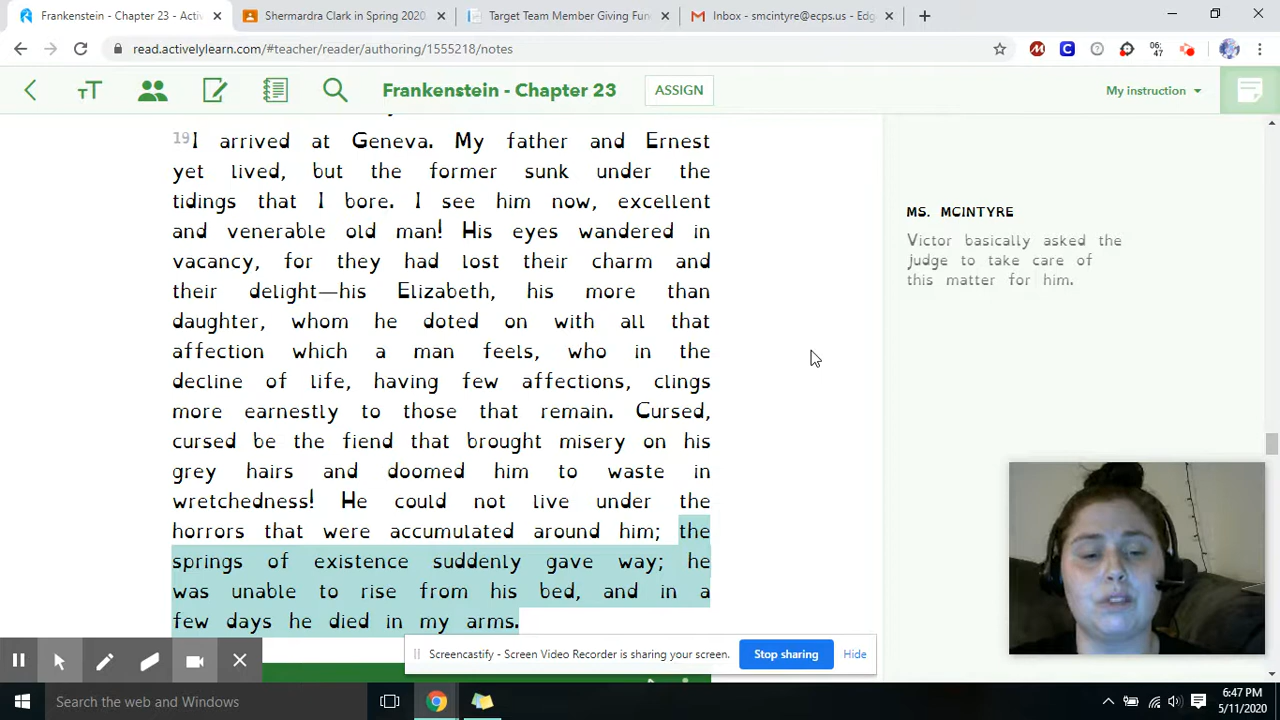 Frankenstein - Chapter 23 - Acti
Shermardra Clark in Spring 2020
Target Team Member Giving Fun
Inbox - smcintyre@ecps.us - Edg
read.activelylearn.com/#teacher/reader/authoring/1555218/notes
06:
47
Frankenstein - Chapter 23
ASSIGN
My instruction
19 I arrived at Geneva. My father and Ernest
yet lived, but the former sunk under the
tidings that I bore. I see him now, excellent
and venerable old man! His eyes wandered in
vacancy, for they had lost their charm and
their delight—his Elizabeth, his more than
daughter, whom he doted on with all that
affection which a man feels, who in the
decline of life, having few affections, clings
more earnestly to those that remain. Cursed,
cursed be the fiend that brought misery on his
grey hairs and doomed him to waste in
wretchedness! He could not live under the
horrors that were accumulated around him; the
springs of existence suddenly gave way; he
was unable to rise from his bed, and in a
few days he died in my arms.
MS. MCINTYRE
Victor basically asked the
judge to take care of
this matter for him.
Screencastify - Screen Video Recorder is sharing your screen.
Stop sharing
Hide
Search the web and Windows
6:47 PM
5/11/2020